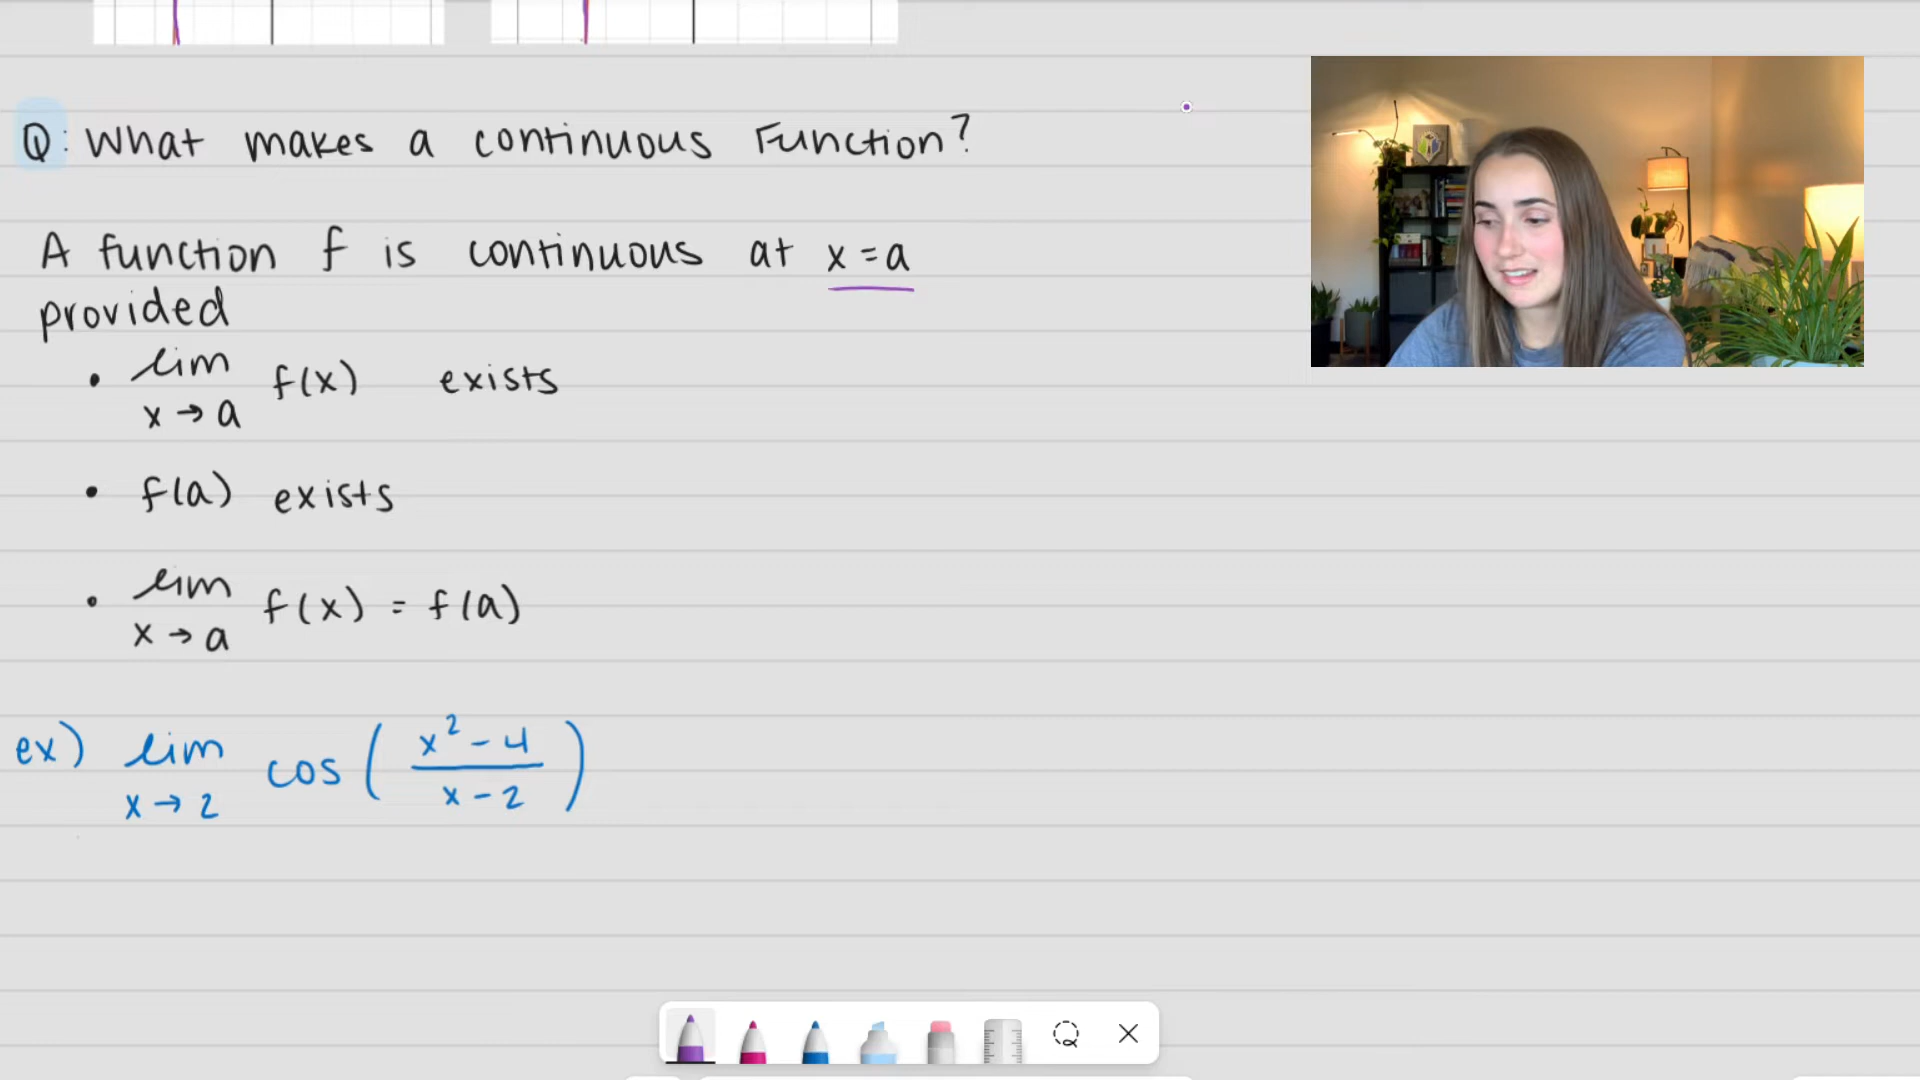 Q: What makes a continuous Function?
A function f is continuous at x = a
provided
• lim f(x) exists
x → a
• f(a) exists
• lim f(x) = f(a)
x → a
ex) lim cos ( x² - 4 / x - 2 )
x → 2